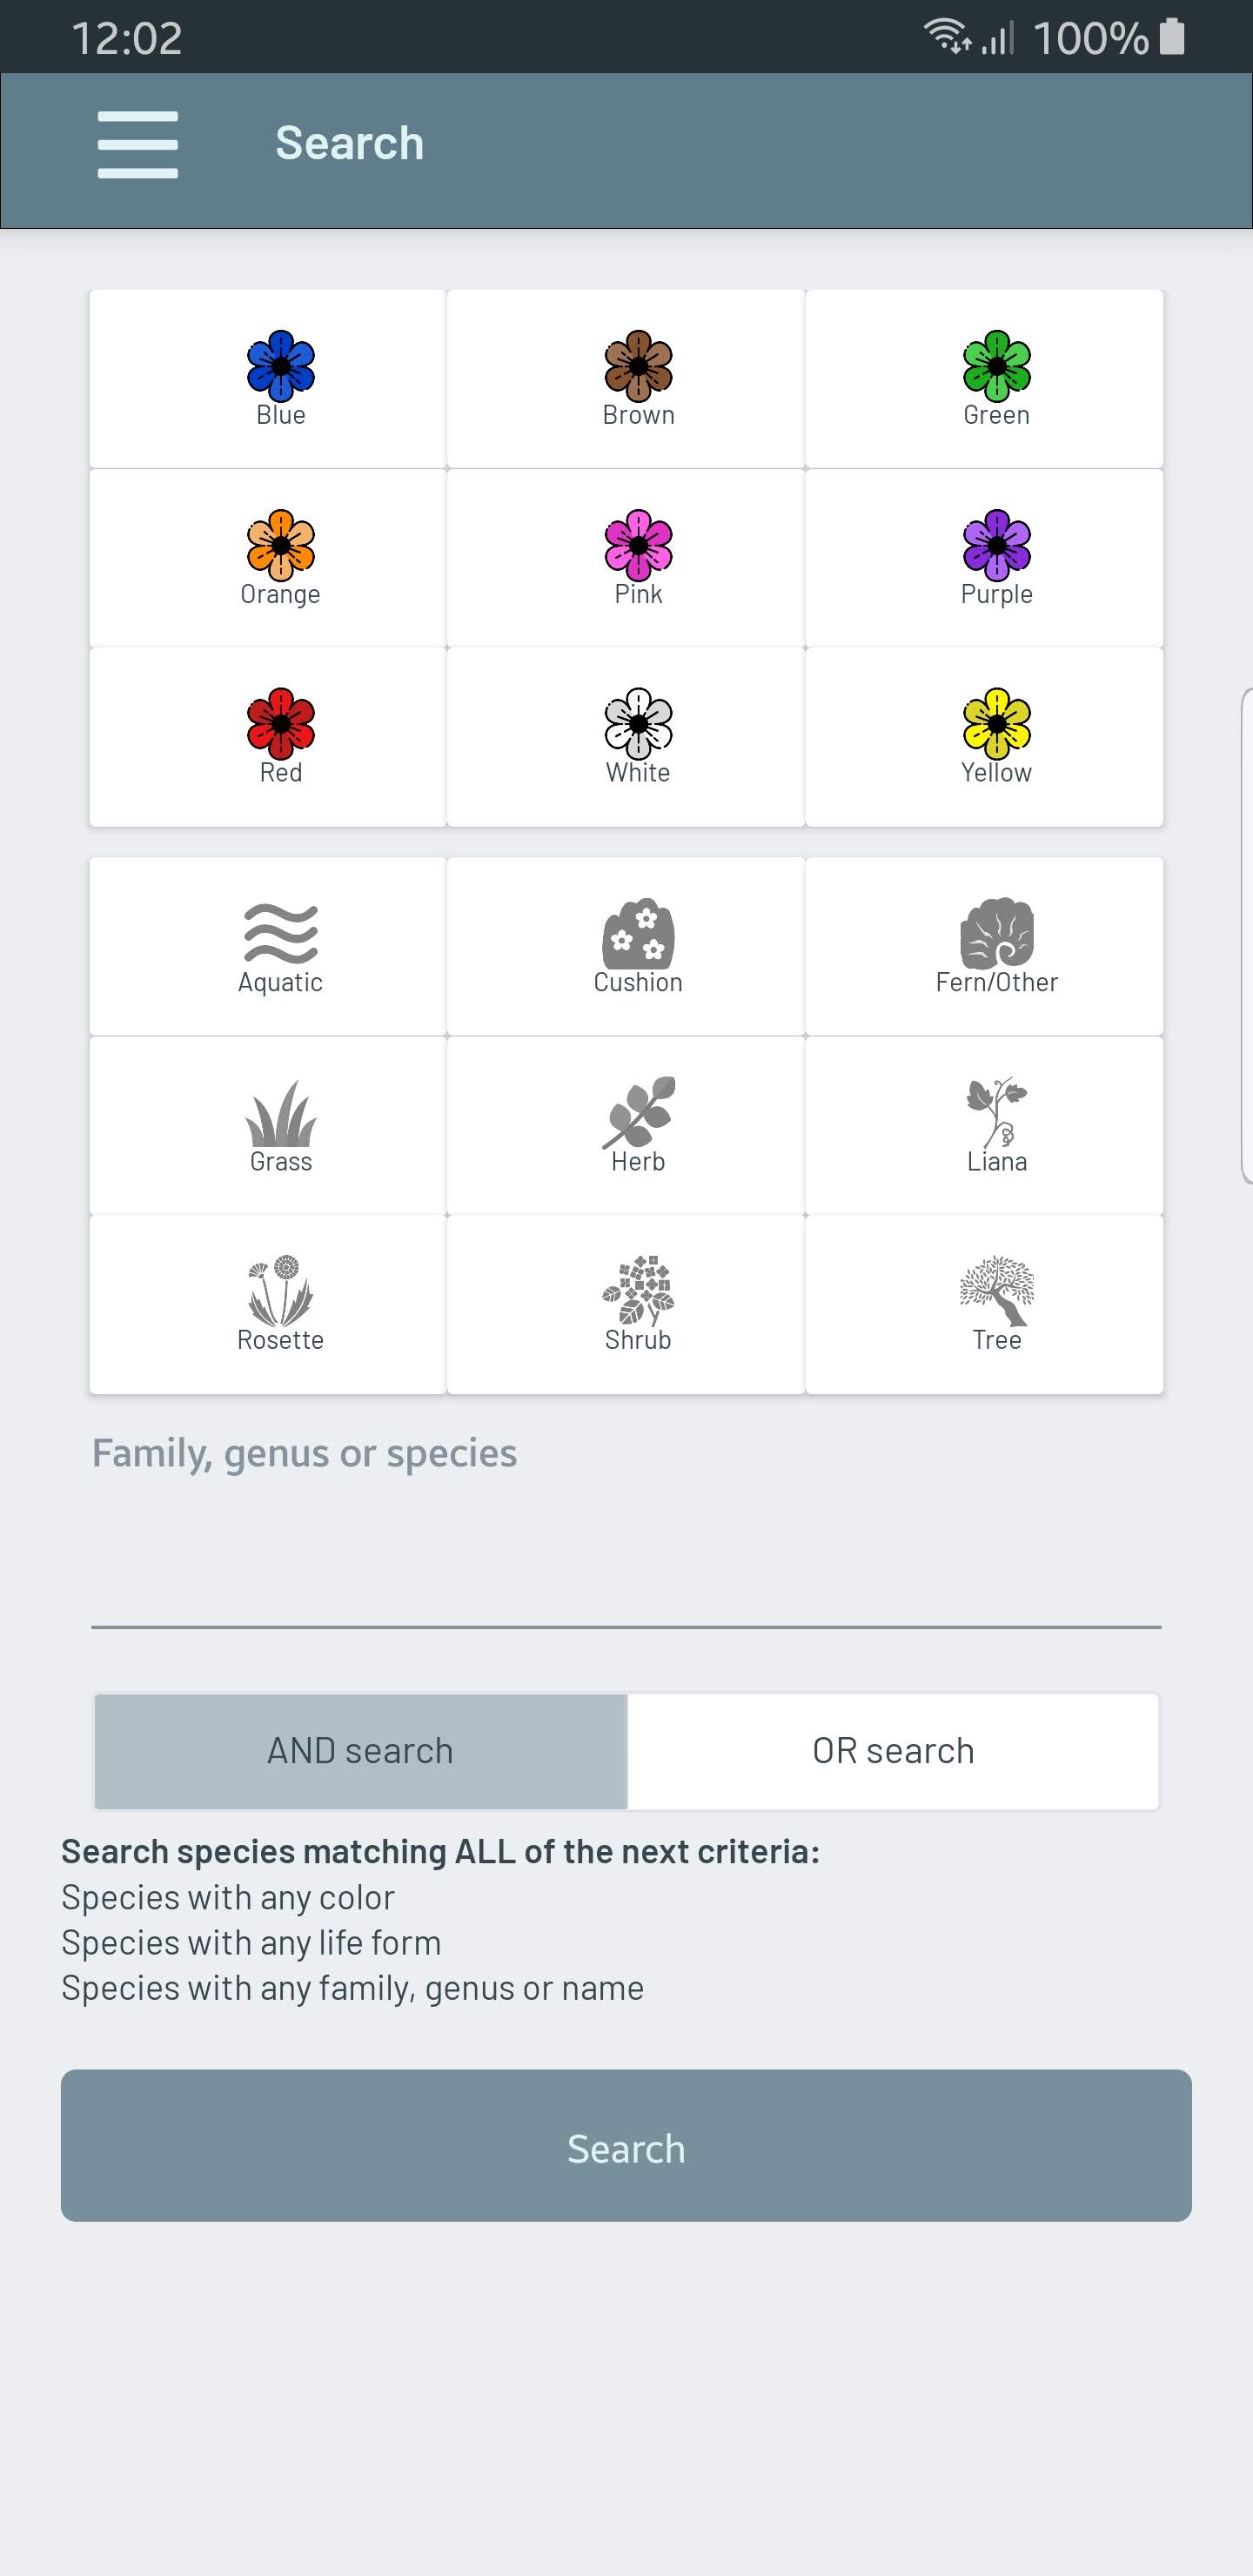 12:02 100%
Search
Blue Brown Green
Orange Pink Purple
Red White Yellow
Aquatic Cushion Fern/Other
Grass Herb Liana
Rosette Shrub Tree
Family, genus or species
AND search OR search
Search species matching ALL of the next criteria:
Species with any color
Species with any life form
Species with any family, genus or name
Search